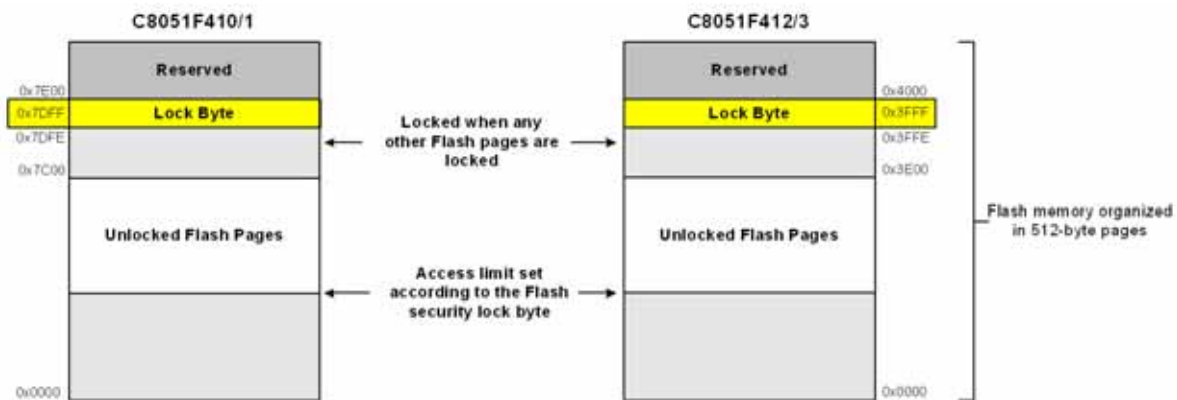 C8051F410/1
Reserved
0x7E00
0x7DFF
Lock Byte
0x7DFE
0x7C00
Unlocked Flash Pages
0x0000
Locked when any
other Flash pages are
locked
Access limit set
according to the Flash
security lock byte
C8051F412/3
Reserved
0x4000
Lock Byte
0x3FFF
0x3FFE
0x3E00
Unlocked Flash Pages
0x0000
Flash memory organized
in 512-byte pages